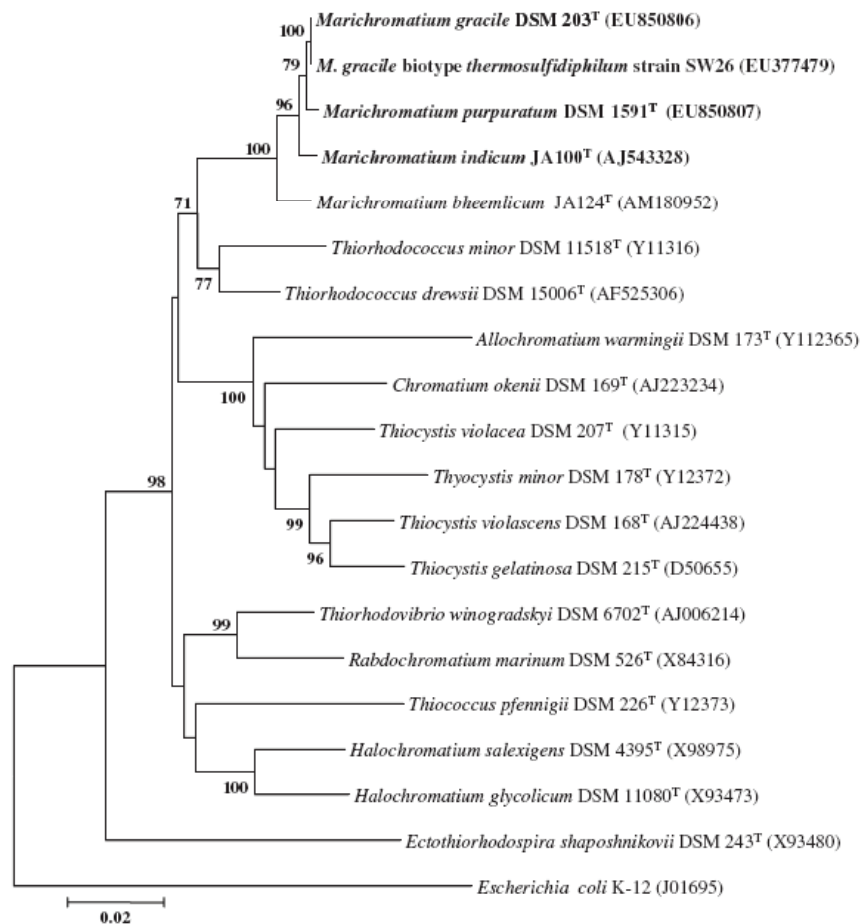 Marichromatium gracile DSM 203ᵀ (EU850806)
100
M. gracile biotype thermosulfidiphilum strain SW26 (EU377479)
79
Marichromatium purpuratum DSM 1591ᵀ (EU850807)
96
Marichromatium indicum JA100ᵀ (AJ543328)
100
Marichromatium bheemlicum JA124ᵀ (AM180952)
71
Thiorhodococcus minor DSM 11518ᵀ (Y11316)
77
Thiorhodococcus drewsii DSM 15006ᵀ (AF525306)
Allochromatium warmingii DSM 173ᵀ (Y112365)
100
Chromatium okenii DSM 169ᵀ (AJ223234)
Thiocystis violacea DSM 207ᵀ (Y11315)
Thyocystis minor DSM 178ᵀ (Y12372)
98
99
Thiocystis violascens DSM 168ᵀ (AJ224438)
96
Thiocystis gelatinosa DSM 215ᵀ (D50655)
99
Thiorhodovibrio winogradskyi DSM 6702ᵀ (AJ006214)
Rabdochromatium marinum DSM 526ᵀ (X84316)
Thiococcus pfennigii DSM 226ᵀ (Y12373)
Halochromatium salexigens DSM 4395ᵀ (X98975)
100
Halochromatium glycolicum DSM 11080ᵀ (X93473)
Ectothiorhodospira shaposhnikovii DSM 243ᵀ (X93480)
Escherichia coli K-12 (J01695)
0.02